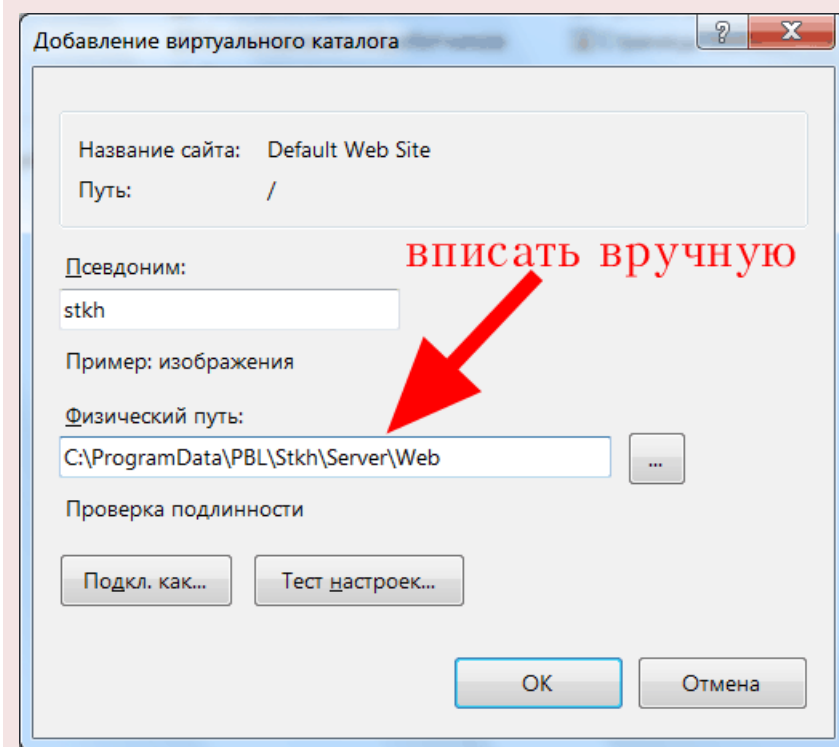 Добавление виртуального каталога
Название сайта: Default Web Site
Путь: /
вписать вручную
Псевдоним:
stkh
Пример: изображения
Физический путь:
C:\ProgramData\PBL\Stkh\Server\Web
...
Проверка подлинности
Подкл. как... Тест настроек...
ОК Отмена